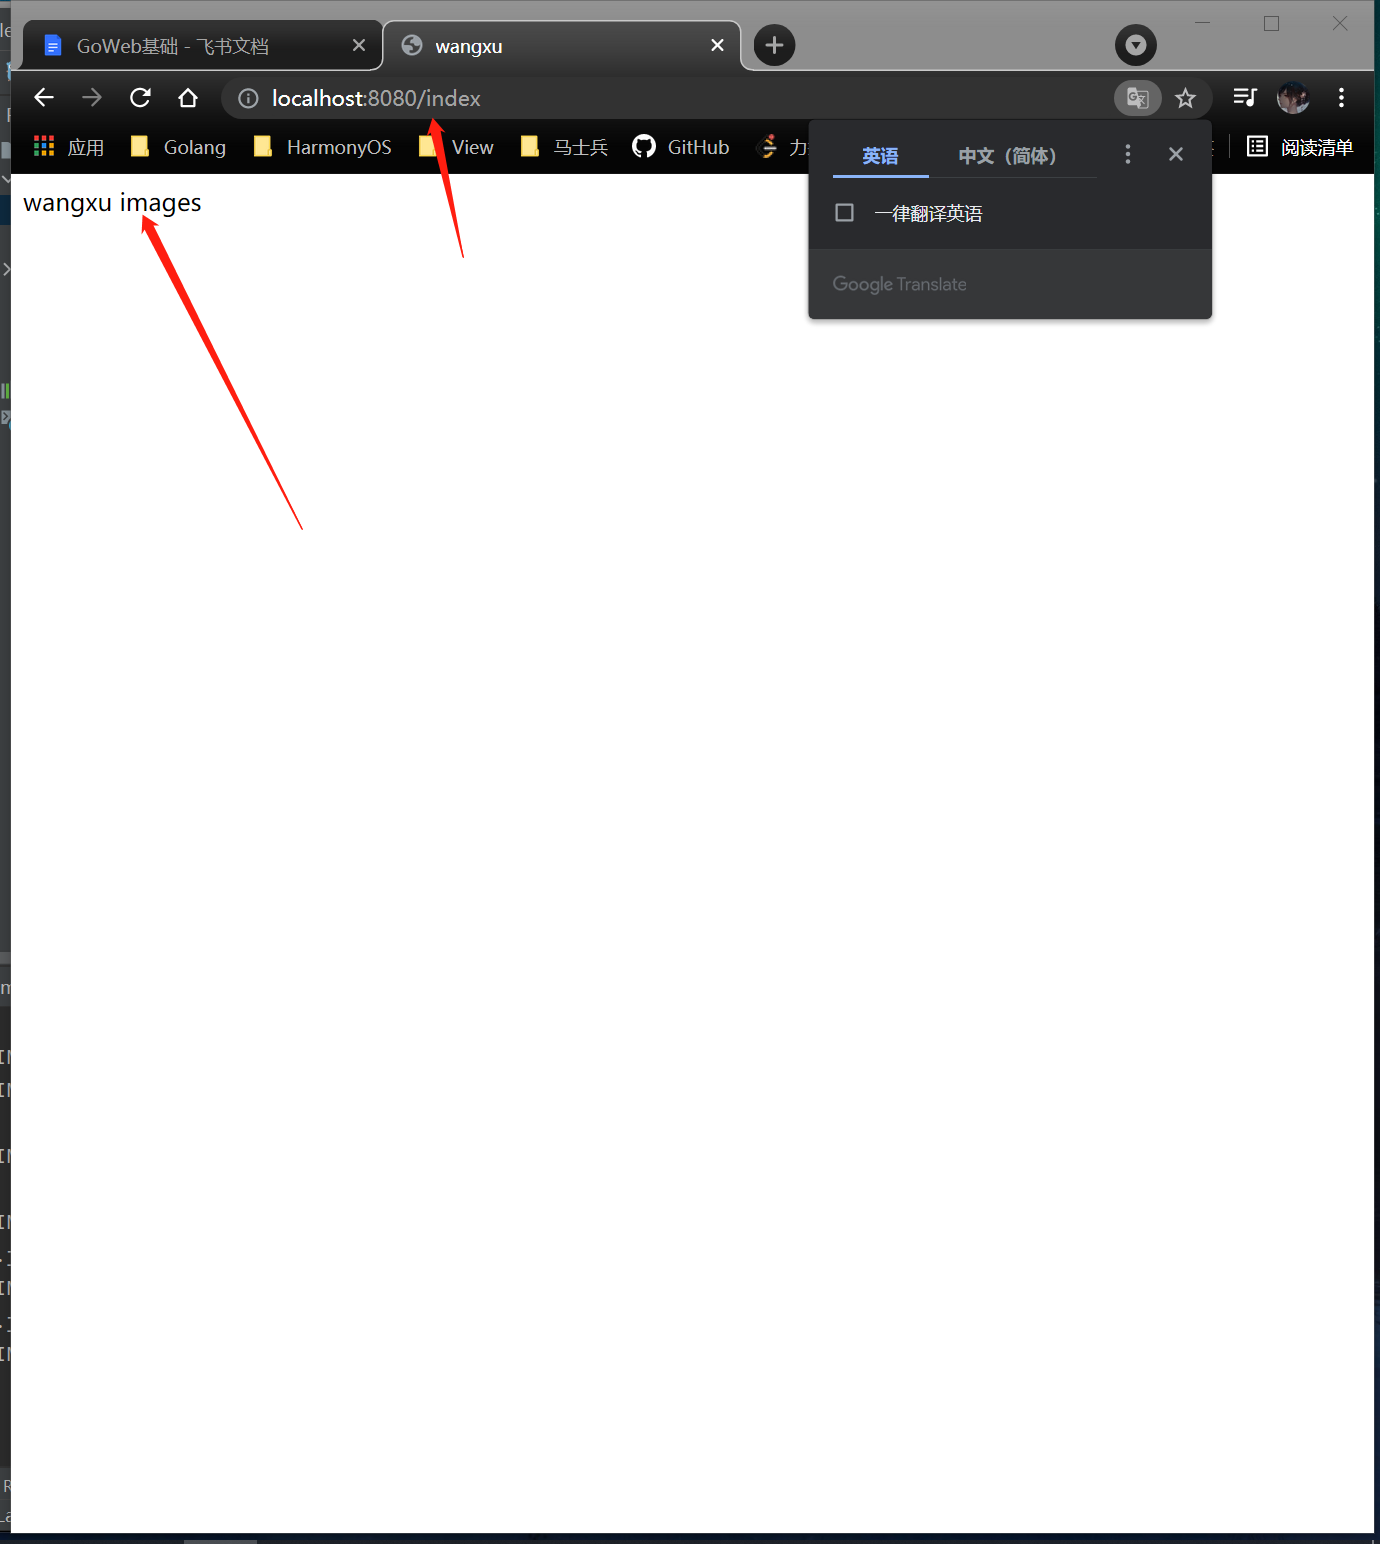 GoWeb基础 - 飞书文档
wangxu
localhost:8080/index
应用 Golang HarmonyOS View 马士兵 GitHub 力 阅读清单
英语 中文（简体）
wangxu images
一律翻译英语
Google Translate